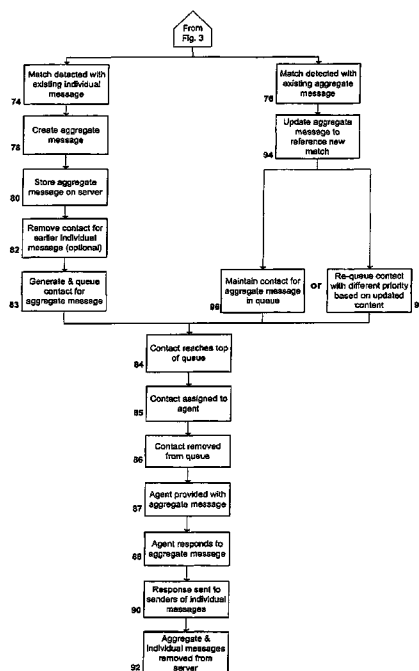 From
Fig. 3
Match detected with
existing individual
message
74
Create aggregate
message
78
Store aggregate
message on server
80
Remove contact for
earlier individual
message (optional)
82
Generate & queue
contact for
aggregate message
83
Match detected with
existing aggregate
message
76
Update aggregate
message to
reference new
match
94
Maintain contact for
aggregate message
in queue
96
or
Re-queue contact
with different priority
based on updated
content
9
Contact reaches top
of queue
84
Contact assigned to
agent
85
Contact removed
from queue
86
Agent provided with
aggregate message
87
Agent responds to
aggregate message
88
Response sent to
senders of individual
messages
90
Aggregate &
individual messages
removed from
server
92